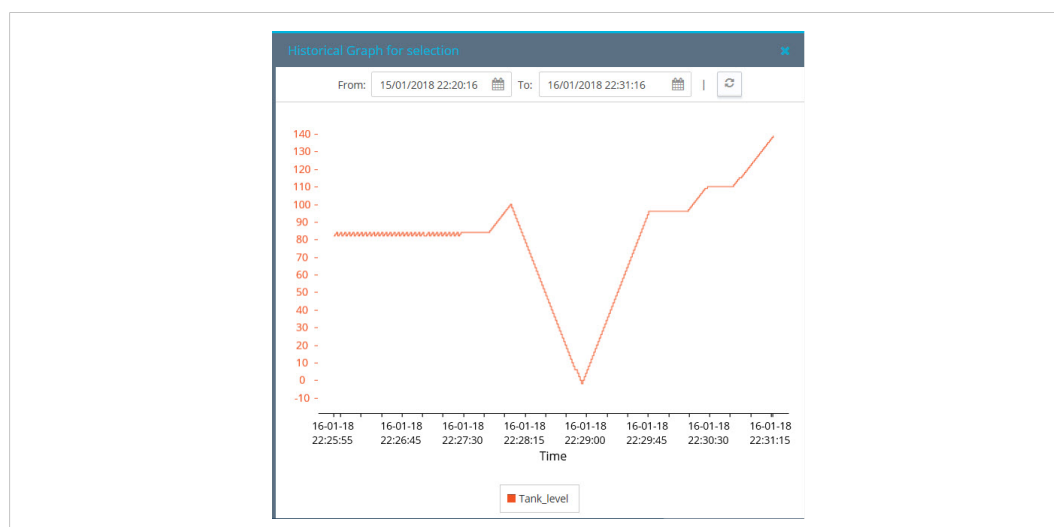 Historical Graph for selection
From: 15/01/2018 22:20:16 To: 16/01/2018 22:31:16 |
140
130
120
110
100
90
80
70
60
50
40
30
20
10
0
-10
16-01-18 16-01-18 16-01-18 16-01-18 16-01-18 16-01-18 16-01-18 16-01-18
22:25:55 22:26:45 22:27:30 22:28:15 22:29:00 22:29:45 22:30:30 22:31:15
Time
Tank_level